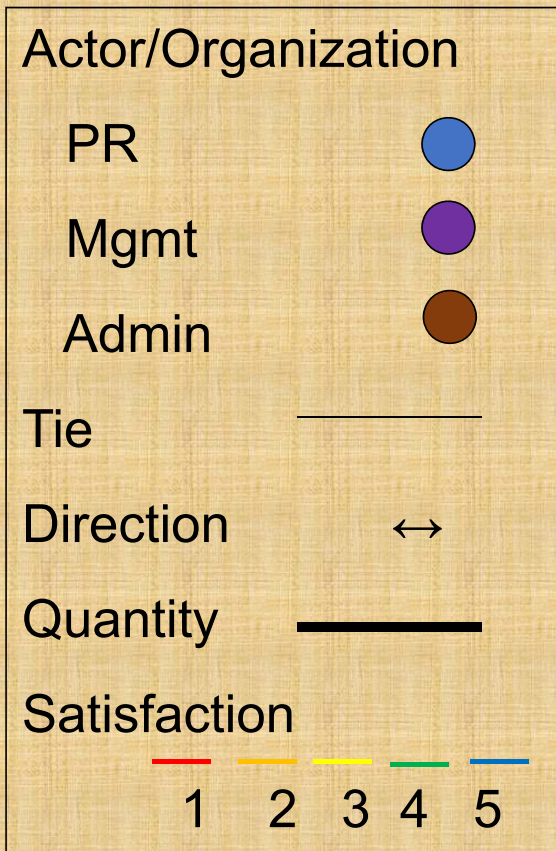 Actor/Organization
PR
Mgmt
Admin
Tie
Direction
Quantity
Satisfaction
1 2 3 4 5